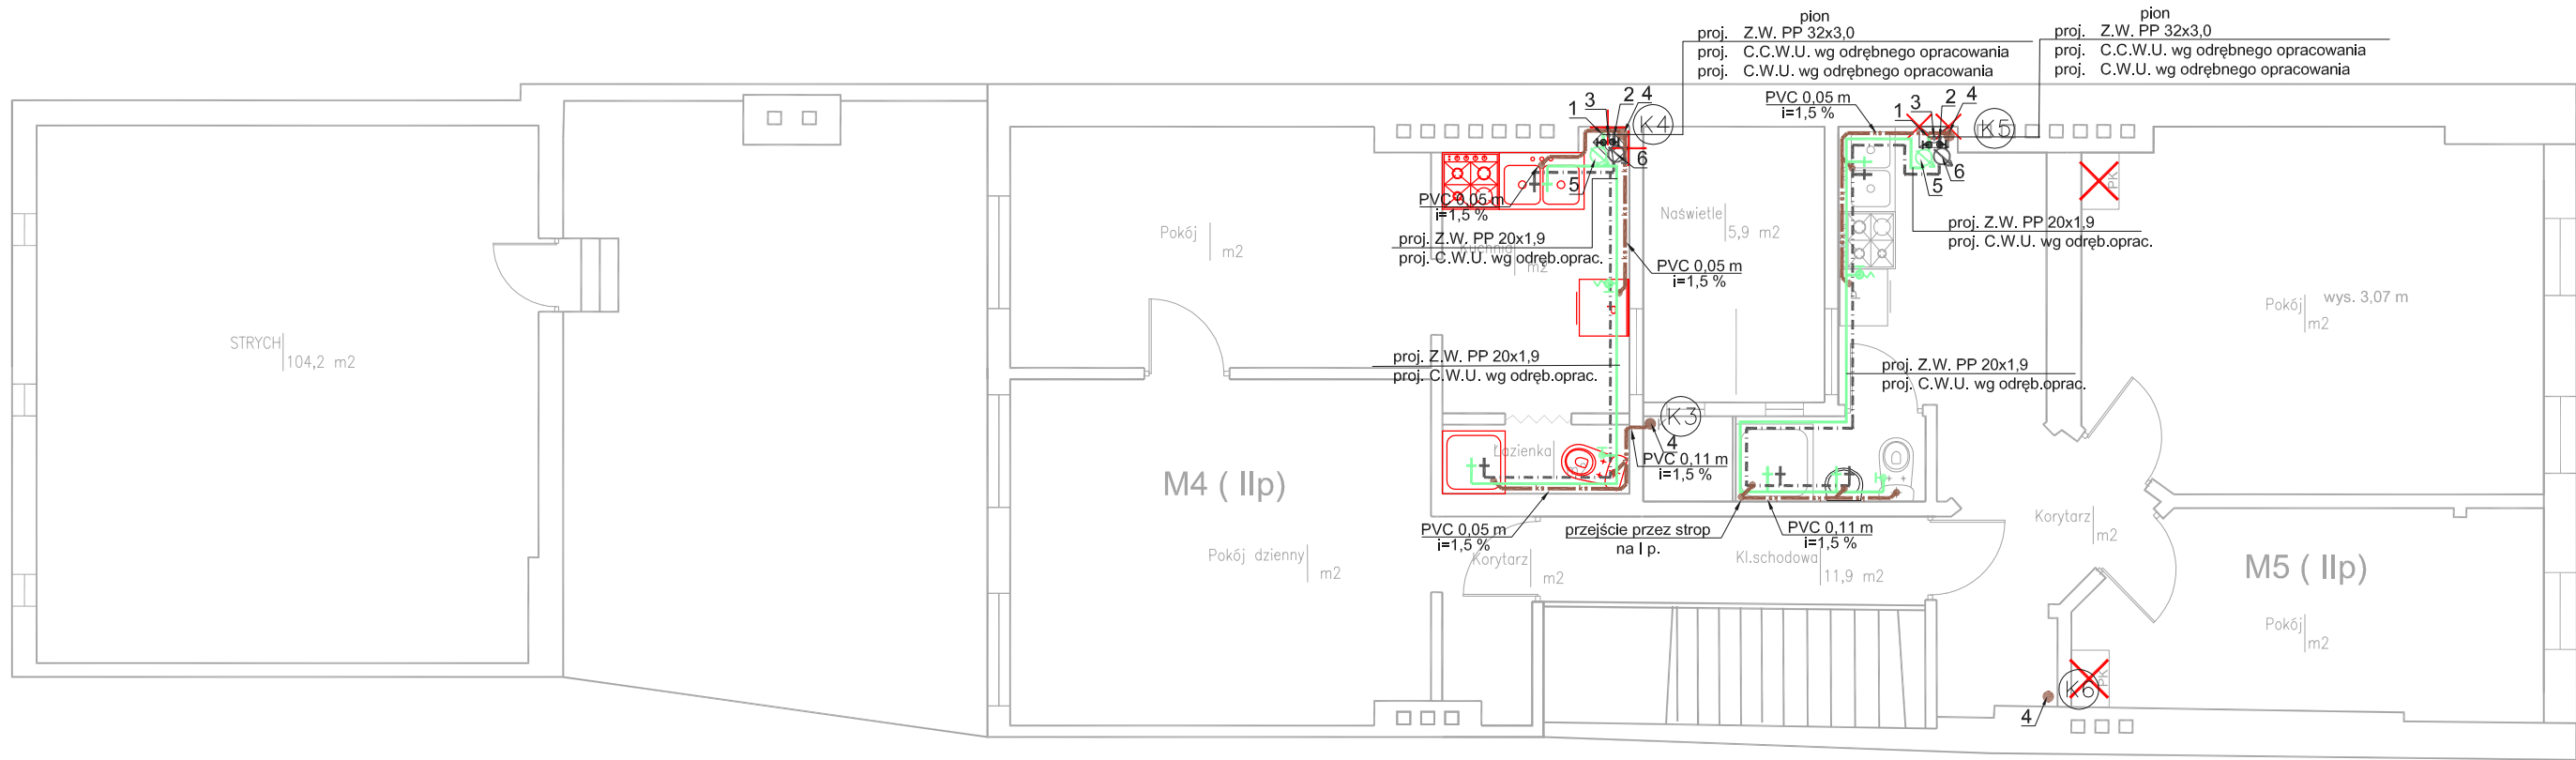 pion
proj. Z.W. PP 32x3,0
proj. C.C.W.U. wg odrębnego opracowania
proj. C.W.U. wg odrębnego opracowania
pion
proj. Z.W. PP 32x3,0
proj. C.C.W.U. wg odrębnego opracowania
proj. C.W.U. wg odrębnego opracowania
1 3 2 4
K4
6
5
PVC 0,05 m
i=1,5 %
1 3 2 4
K5
5 6
PVC 0,05 m
i=1,5 %
proj. Z.W. PP 20x1,9
proj. C.W.U. wg odręb.oprac.
Kuchnia
m2
Pokój
m2
Naświetle
5,9 m2
PVC 0,05 m
i=1,5 %
proj. Z.W. PP 20x1,9
proj. C.W.U. wg odręb.oprac.
PK
Pokój
m2
wys. 3,07 m
STRYCH
104,2 m2
proj. Z.W. PP 20x1,9
proj. C.W.U. wg odręb.oprac.
proj. Z.W. PP 20x1,9
proj. C.W.U. wg odręb.oprac.
K3
4
PVC 0,11 m
i=1,5 %
Łazienka
M4 ( IIp)
PVC 0,05 m
i=1,5 %
przejście przez strop
na I p.
PVC 0,11 m
i=1,5 %
Pokój dzienny
m2
Korytarz
m2
Kl.schodowa
11,9 m2
Korytarz
m2
M5 ( IIp)
Pokój
m2
PK
K6
4